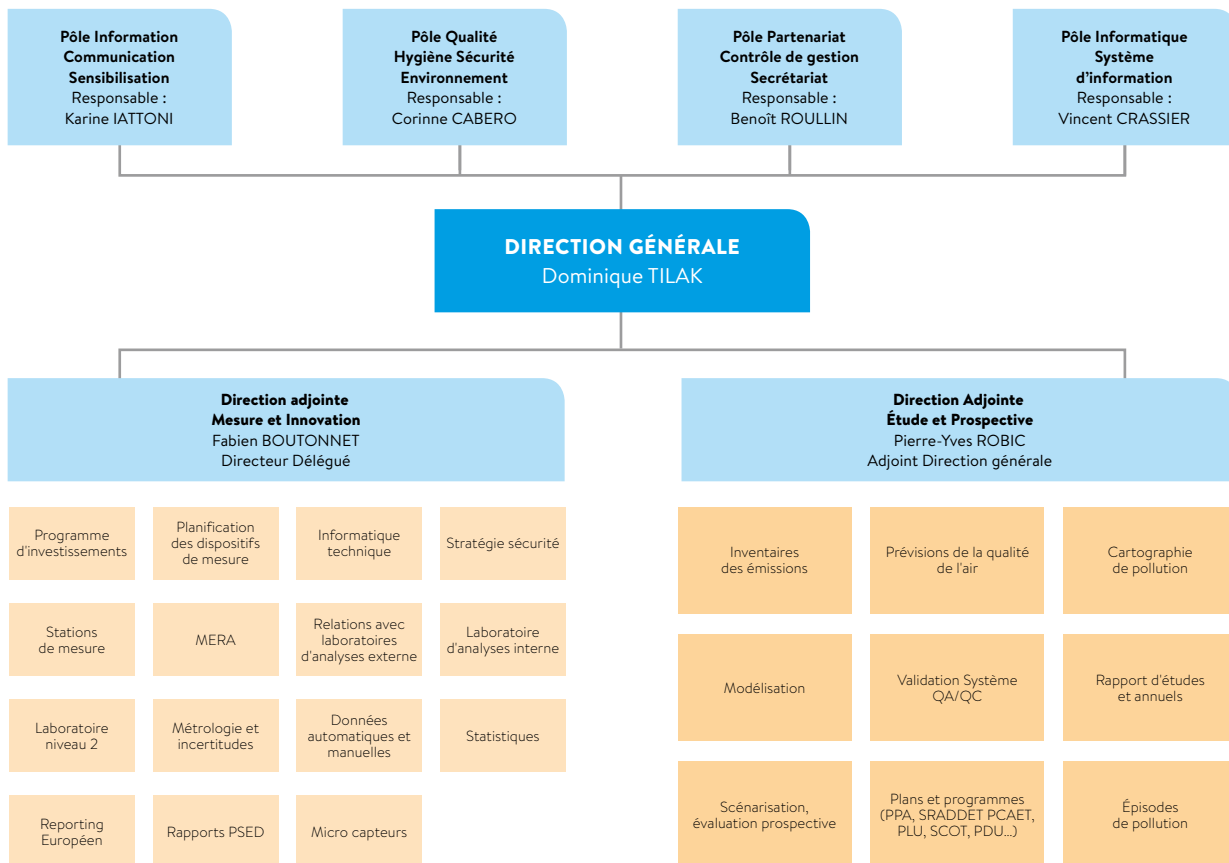 Pôle Information
Communication
Sensibilisation
Responsable :
Karine IATTONI
Pôle Qualité
Hygiène Sécurité
Environnement
Responsable :
Corinne CABERO
Pôle Partenariat
Contrôle de gestion
Secrétariat
Responsable :
Benoît ROULLIN
Pôle Informatique
Système
d'information
Responsable :
Vincent CRASSIER
DIRECTION GÉNÉRALE
Dominique TILAK
Direction adjointe
Mesure et Innovation
Fabien BOUTONNET
Directeur Délégué
Direction Adjointe
Étude et Prospective
Pierre-Yves ROBIC
Adjoint Direction générale
Programme
d'investissements
Planification
des dispositifs
de mesure
Informatique
technique
Stratégie sécurité
Stations
de mesure
MERA
Relations avec
laboratoires
d'analyses externe
Laboratoire
d'analyses interne
Laboratoire
niveau 2
Métrologie et
incertitudes
Données
automatiques et
manuelles
Statistiques
Reporting
Européen
Rapports PSED
Micro capteurs
Inventaires
des émissions
Prévisions de la qualité
de l'air
Cartographie
de pollution
Modélisation
Validation Système
QA/QC
Rapport d'études
et annuels
Scénarisation,
évaluation prospective
Plans et programmes
(PPA, SRADDET PCAET,
PLU, SCOT, PDU...)
Épisodes
de pollution